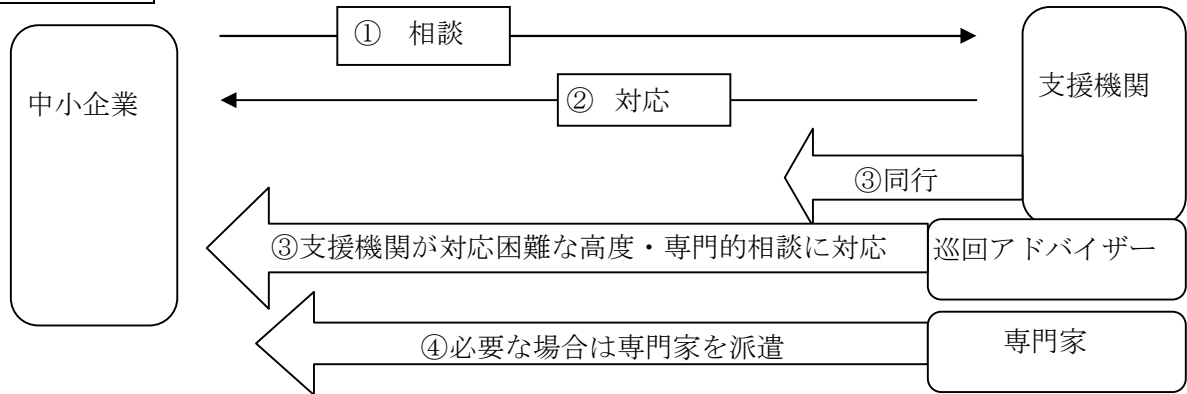 ① 相談
中小企業
支援機関
② 対応
③同行
③支援機関が対応困難な高度・専門的相談に対応
巡回アドバイザー
④必要な場合は専門家を派遣
専門家